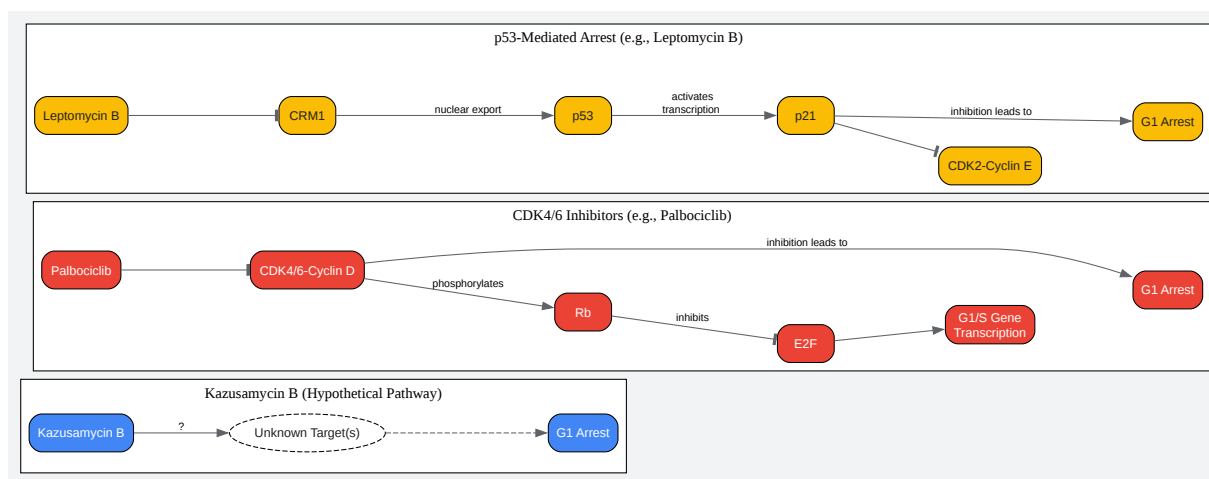 p53-Mediated Arrest (e.g., Leptomycin B)
Leptomycin B
CRM1
nuclear export
p53
activates
transcription
p21
inhibition leads to
G1 Arrest
CDK2-Cyclin E
CDK4/6 Inhibitors (e.g., Palbociclib)
Palbociclib
CDK4/6-Cyclin D
inhibition leads to
G1 Arrest
phosphorylates
Rb
inhibits
E2F
G1/S Gene
Transcription
Kazusamycin B (Hypothetical Pathway)
Kazusamycin B
?
Unknown Target(s)
G1 Arrest